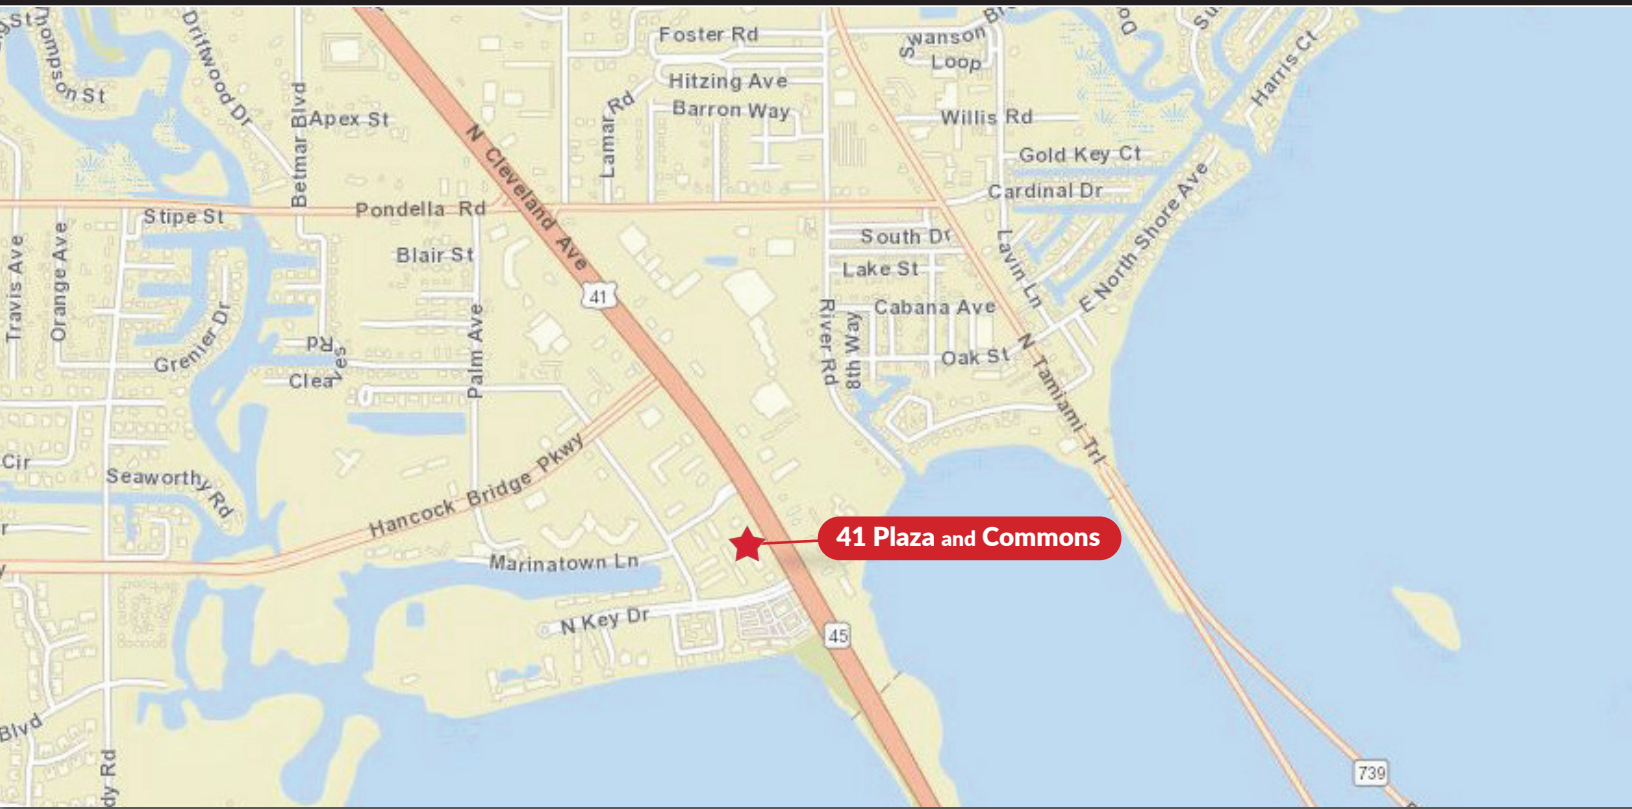 g St
Thompson St
Driftwood Dr
Betmar Blvd
Apex St
N Cleveland Ave
Foster Rd
Hitzing Ave
Barron Way
Lamar Rd
Swanson
Loop
Willis Rd
Gold Key Ct
Cardinal Dr
Harris Ct
E North Shore Ave
Stipe St
Pondella Rd
Blair St
South Dr
Lake St
Cabana Ave
Oak St
Lavin Ln
N Tamiami Trl
River Rd
8th Way
41
Travis Ave
Orange Ave
Grenier Dr
Palm Ave
Rd
Cleaves
Cir
Seaworthy Rd
Hancock Bridge Pkwy
Marinatown Ln
41 Plaza and Commons
N Key Dr
45
Blvd
dy Rd
739